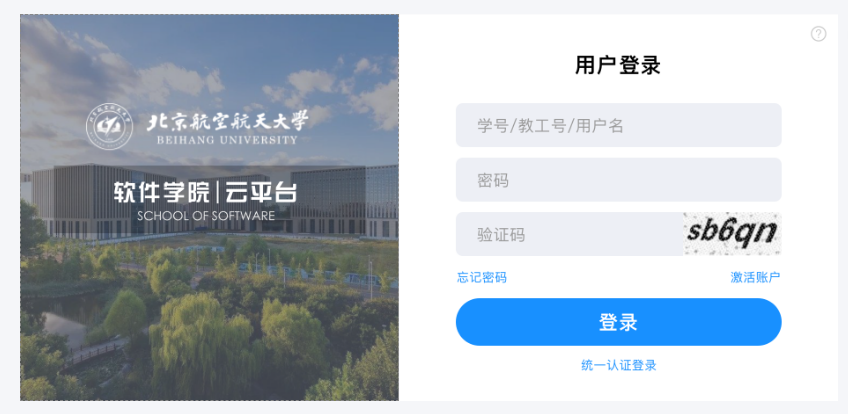 北京航空航天大學
BEIHANG UNIVERSITY
软件学院|云平台
SCHOOL OF SOFTWARE
?
用户登录
学号/教工号/用户名
密码
验证码
sb6qn
忘记密码
激活账户
登录
统一认证登录